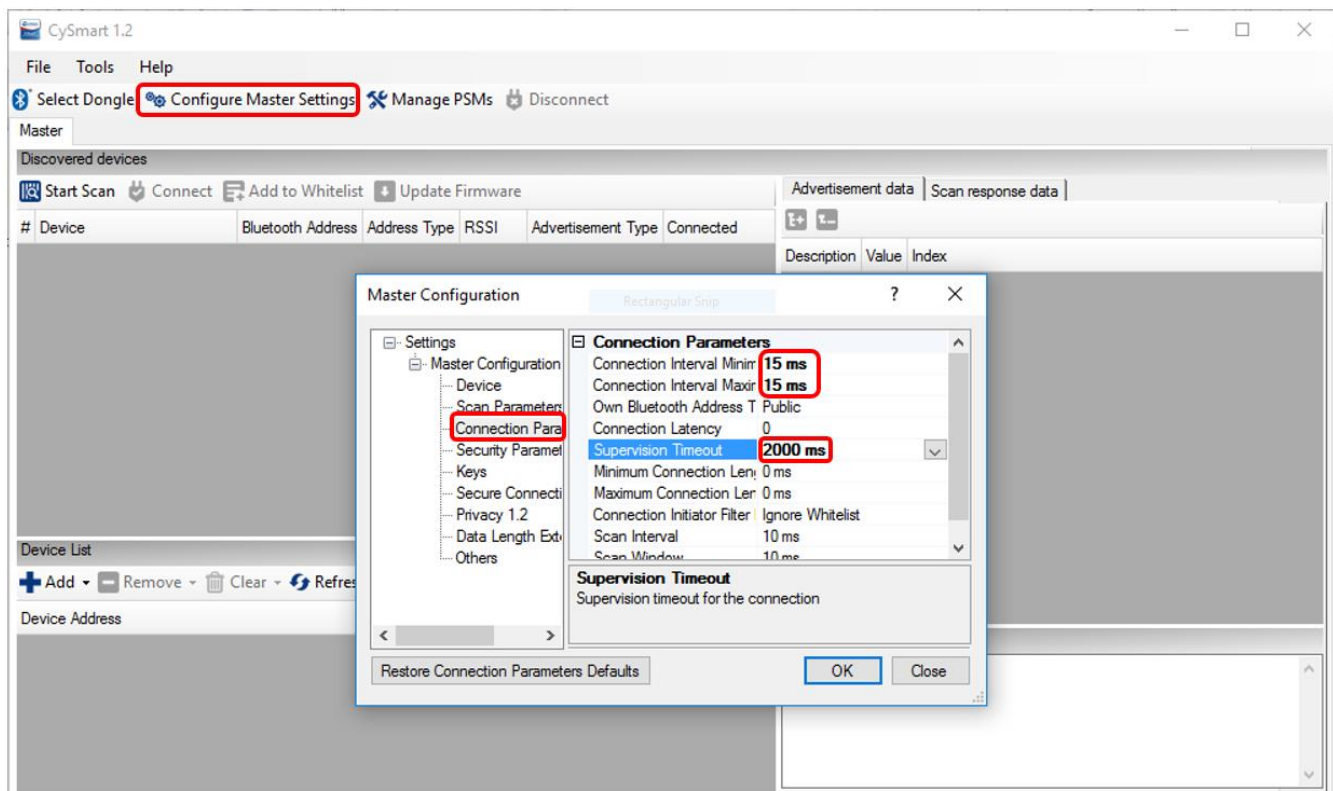 CySmart 1.2
File Tools Help
Select Dongle Configure Master Settings Manage PSMs Disconnect
Master
Discovered devices
Start Scan Connect Add to Whitelist Update Firmware
# Device Bluetooth Address Address Type RSSI Advertisement Type Connected
Advertisement data Scan response data
Description Value Index
Master Configuration ?
Rectangular Snip
Settings
Master Configuration
Device
Scan Parameters
Connection Para
Security Paramet
Keys
Secure Connecti
Privacy 1.2
Data Length Ext
Others
Connection Parameters
Connection Interval Minim 15 ms
Connection Interval Maxim 15 ms
Own Bluetooth Address T Public
Connection Latency 0
Supervision Timeout 2000 ms
Minimum Connection Leng 0 ms
Maximum Connection Len 0 ms
Connection Initiator Filter Ignore Whitelist
Scan Interval 10 ms
Scan Window 10 ms
Supervision Timeout
Supervision timeout for the connection
Restore Connection Parameters Defaults OK Close
Device List
Add Remove Clear Refres
Device Address